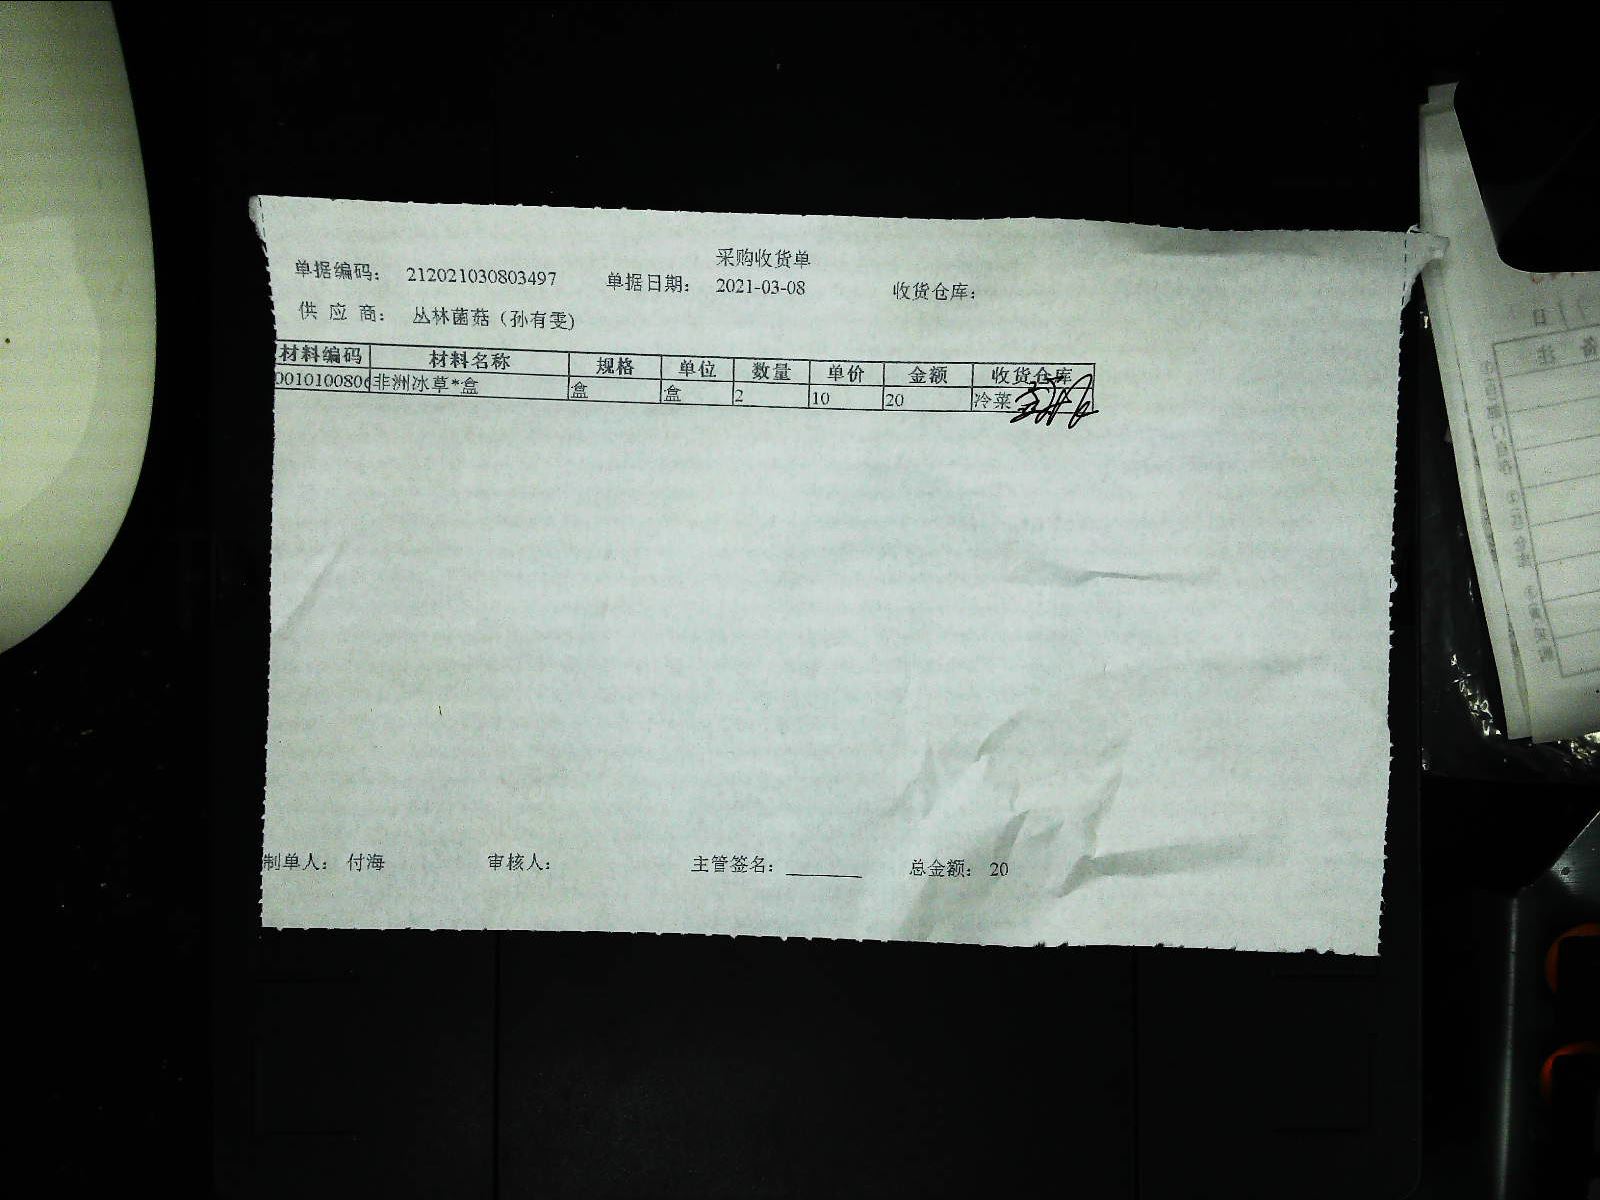 采购收货单
单据编码: 212021030803497 单据日期: 2021-03-08 收货仓库:
供 应 商: 丛林菌菇（孙有雯)
材料编码 材料名称 规格 单位 数量 单价 金额 收货仓库
0010100806 非洲冰草*盒 盒 盒 2 10 20 冷菜
制单人: 付海 审核人: 主管签名: 总金额: 20